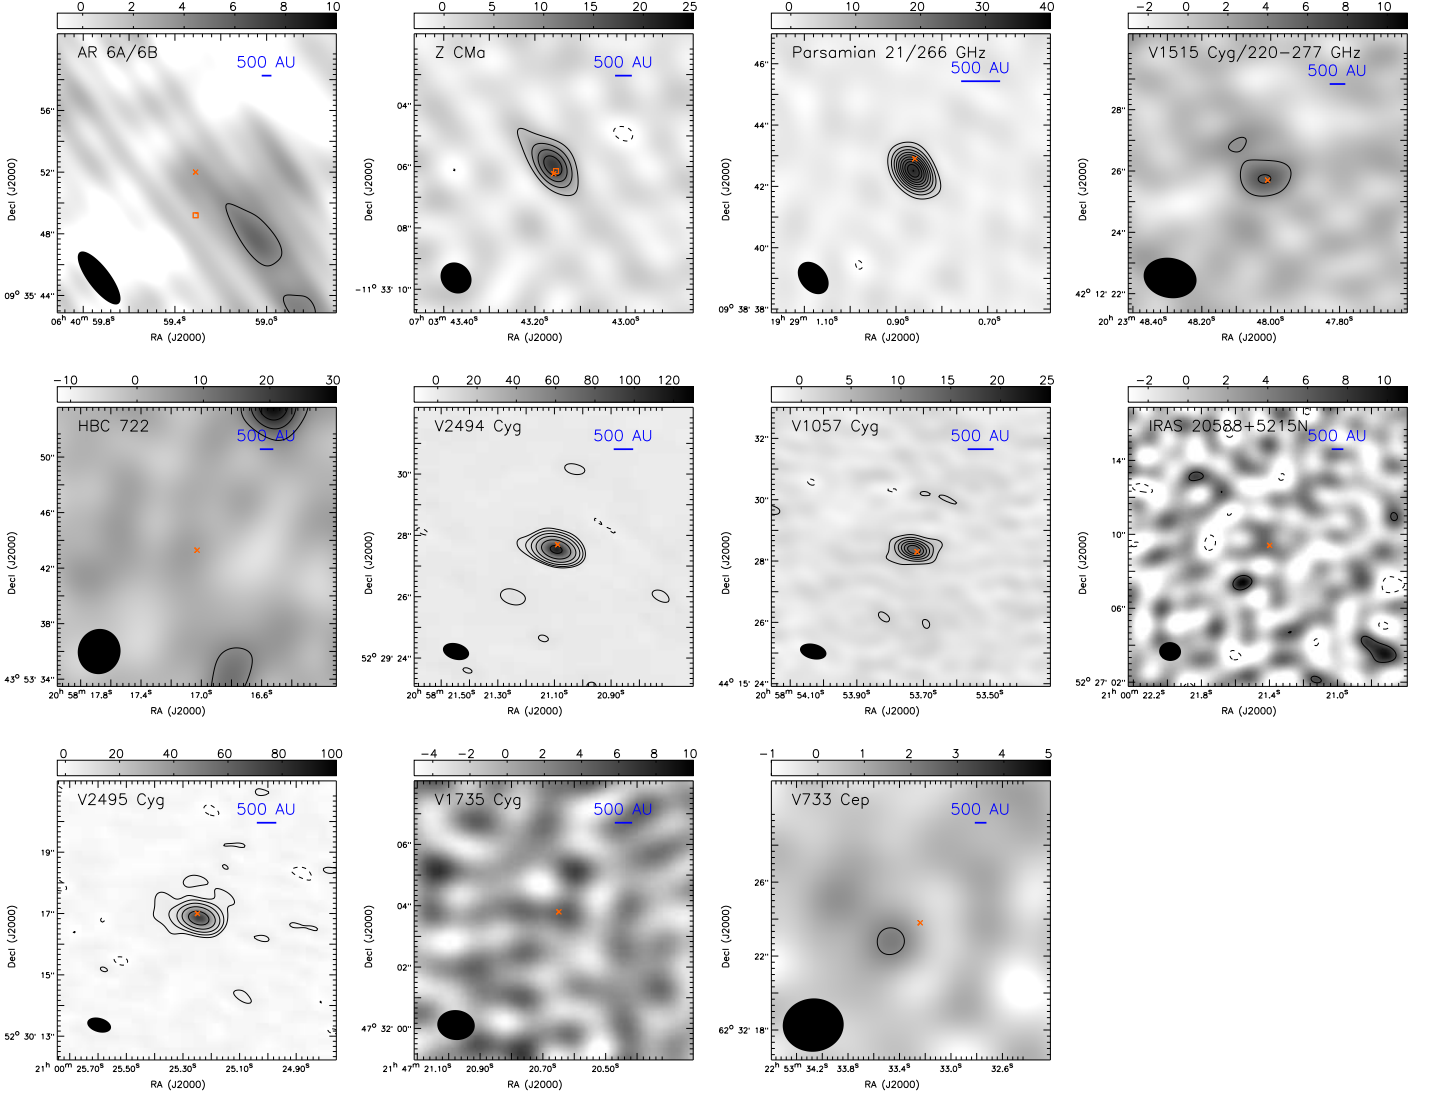 0 2 4 6 8 10
AR 6A/6B
500 AU
Decl (J2000)
56"
52"
48"
09° 35' 44"
06ʰ 40ᵐ 59.8ˢ 59.4ˢ 59.0ˢ
RA (J2000)
0 5 10 15 20 25
Z CMa
500 AU
Decl (J2000)
04"
06"
08"
−11° 33' 10"
07ʰ 03ᵐ 43.40ˢ 43.20ˢ 43.00ˢ
RA (J2000)
0 10 20 30 40
Parsamian 21/266 GHz
500 AU
Decl (J2000)
46"
44"
42"
40"
09° 38' 38"
19ʰ 29ᵐ 1.10ˢ 0.90ˢ 0.70ˢ
RA (J2000)
−2 0 2 4 6 8 10
V1515 Cyg/220−277 GHz
500 AU
Decl (J2000)
28"
26"
24"
42° 12' 22"
20ʰ 23ᵐ 48.40ˢ 48.20ˢ 48.00ˢ 47.80ˢ
RA (J2000)
−10 0 10 20 30
HBC 722
500 AU
Decl (J2000)
50"
46"
42"
38"
43° 53' 34"
20ʰ 58ᵐ 17.8ˢ 17.4ˢ 17.0ˢ 16.6ˢ
RA (J2000)
0 20 40 60 80 100 120
V2494 Cyg
500 AU
Decl (J2000)
30"
28"
26"
52° 29' 24"
20ʰ 58ᵐ 21.50ˢ 21.30ˢ 21.10ˢ 20.90ˢ
RA (J2000)
0 5 10 15 20 25
V1057 Cyg
500 AU
Decl (J2000)
32"
30"
28"
26"
44° 15' 24"
20ʰ 58ᵐ 54.10ˢ 53.90ˢ 53.70ˢ 53.50ˢ
RA (J2000)
−2 0 2 4 6 8 10
IRAS 20588+5215N
500 AU
Decl (J2000)
14"
10"
06"
52° 27' 02"
21ʰ 00ᵐ 22.2ˢ 21.8ˢ 21.4ˢ 21.0ˢ
RA (J2000)
0 20 40 60 80 100
V2495 Cyg
500 AU
Decl (J2000)
19"
17"
15"
52° 30' 13"
21ʰ 00ᵐ 25.70ˢ 25.50ˢ 25.30ˢ 25.10ˢ 24.90ˢ
RA (J2000)
−4 −2 0 2 4 6 8 10
V1735 Cyg
500 AU
Decl (J2000)
06"
04"
02"
47° 32' 00"
21ʰ 47ᵐ 21.10ˢ 20.90ˢ 20.70ˢ 20.50ˢ
RA (J2000)
−1 0 1 2 3 4 5
V733 Cep
500 AU
Decl (J2000)
26"
22"
62° 32' 18"
22ʰ 53ᵐ 34.2ˢ 33.8ˢ 33.4ˢ 33.0ˢ 32.6ˢ
RA (J2000)